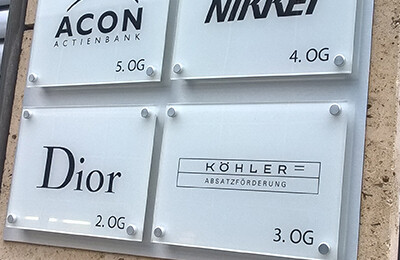 ACON
ACTIENBANK
5. OG
NIKKEI
4. OG
Dior
2. OG
KÖHLER
ABSATZFÖRDERUNG
3. OG